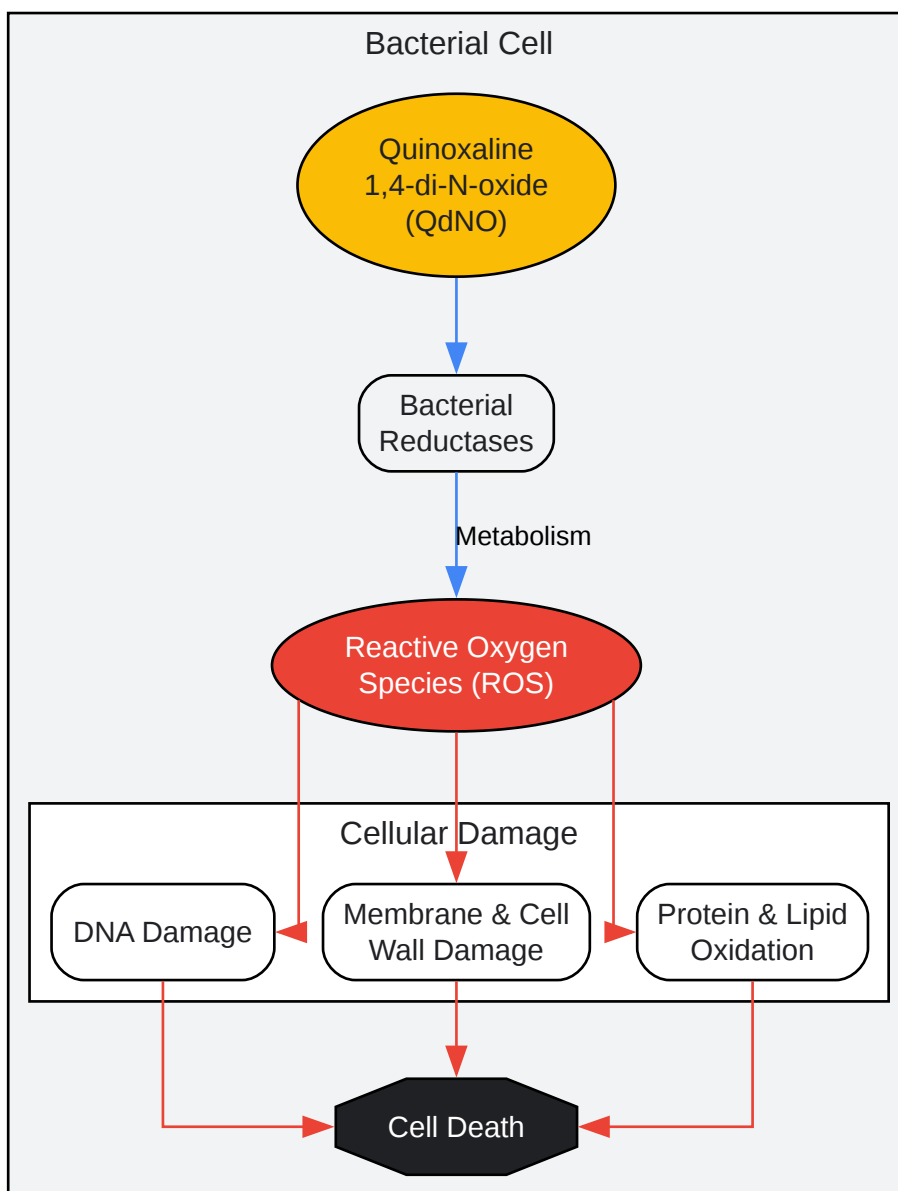 Bacterial Cell
Quinoxaline
1,4-di-N-oxide
(QdNO)
Bacterial
Reductases
Metabolism
Reactive Oxygen
Species (ROS)
Cellular Damage
DNA Damage
Membrane & Cell
Wall Damage
Protein & Lipid
Oxidation
Cell Death